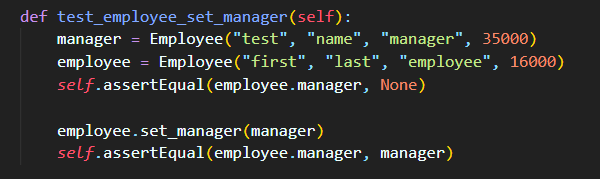 def test_employee_set_manager(self):
    manager = Employee("test", "name", "manager", 35000)
    employee = Employee("first", "last", "employee", 16000)
    self.assertEqual(employee.manager, None)

    employee.set_manager(manager)
    self.assertEqual(employee.manager, manager)